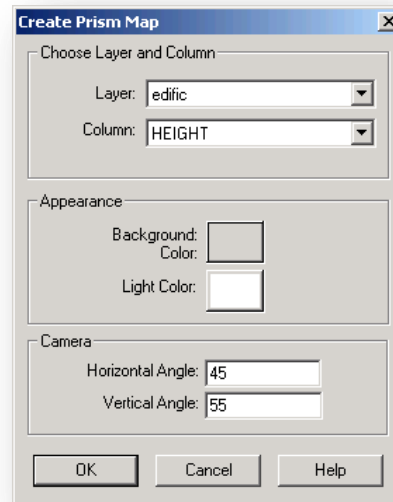 Create Prism Map
Choose Layer and Column
Layer: edific
Column: HEIGHT
Appearance
Background
Color:
Light Color:
Camera
Horizontal Angle: 45
Vertical Angle: 55
OK Cancel Help